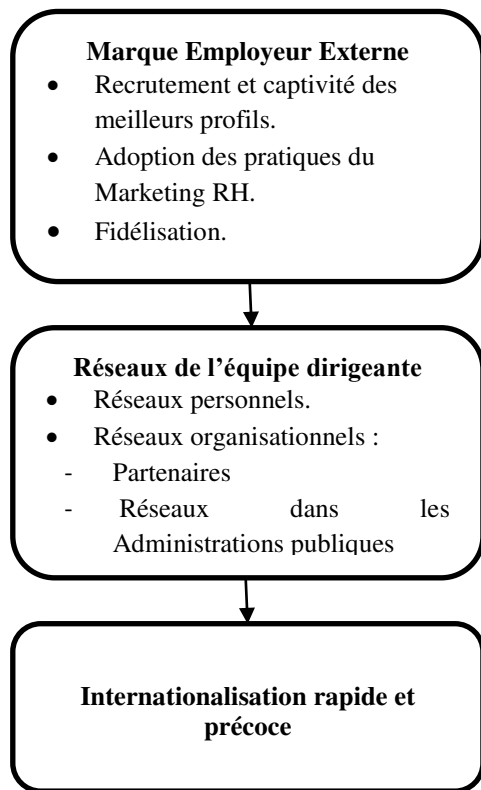 Marque Employeur Externe
• Recrutement et captivité des
meilleurs profils.
• Adoption des pratiques du
Marketing RH.
• Fidélisation.
Réseaux de l’équipe dirigeante
• Réseaux personnels.
• Réseaux organisationnels :
- Partenaires
- Réseaux dans les
Administrations publiques
Internationalisation rapide et
précoce